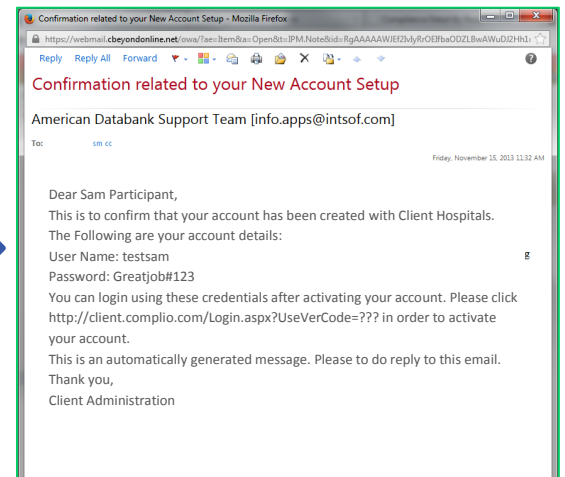 Confirmation related to your New Account Setup - Mozilla Firefox
https://webmail.cbeyondonline.net/owa/?ae=Item&a=Open&t=IPM.Note&id=
Reply Reply All Forward
Confirmation related to your New Account Setup
American Databank Support Team [info.apps@intsof.com]
To: sm cc
Friday, November 15, 2013 11:32 AM
Dear Sam Participant,
This is to confirm that your account has been created with Client Hospitals.
The Following are your account details:
User Name: testsam
g
Password: Greatjob#123
You can login using these credentials after activating your account. Please click
http://client.complio.com/Login.aspx?UseVerCode=??? in order to activate
your account.
This is an automatically generated message. Please to do reply to this email.
Thank you,
Client Administration